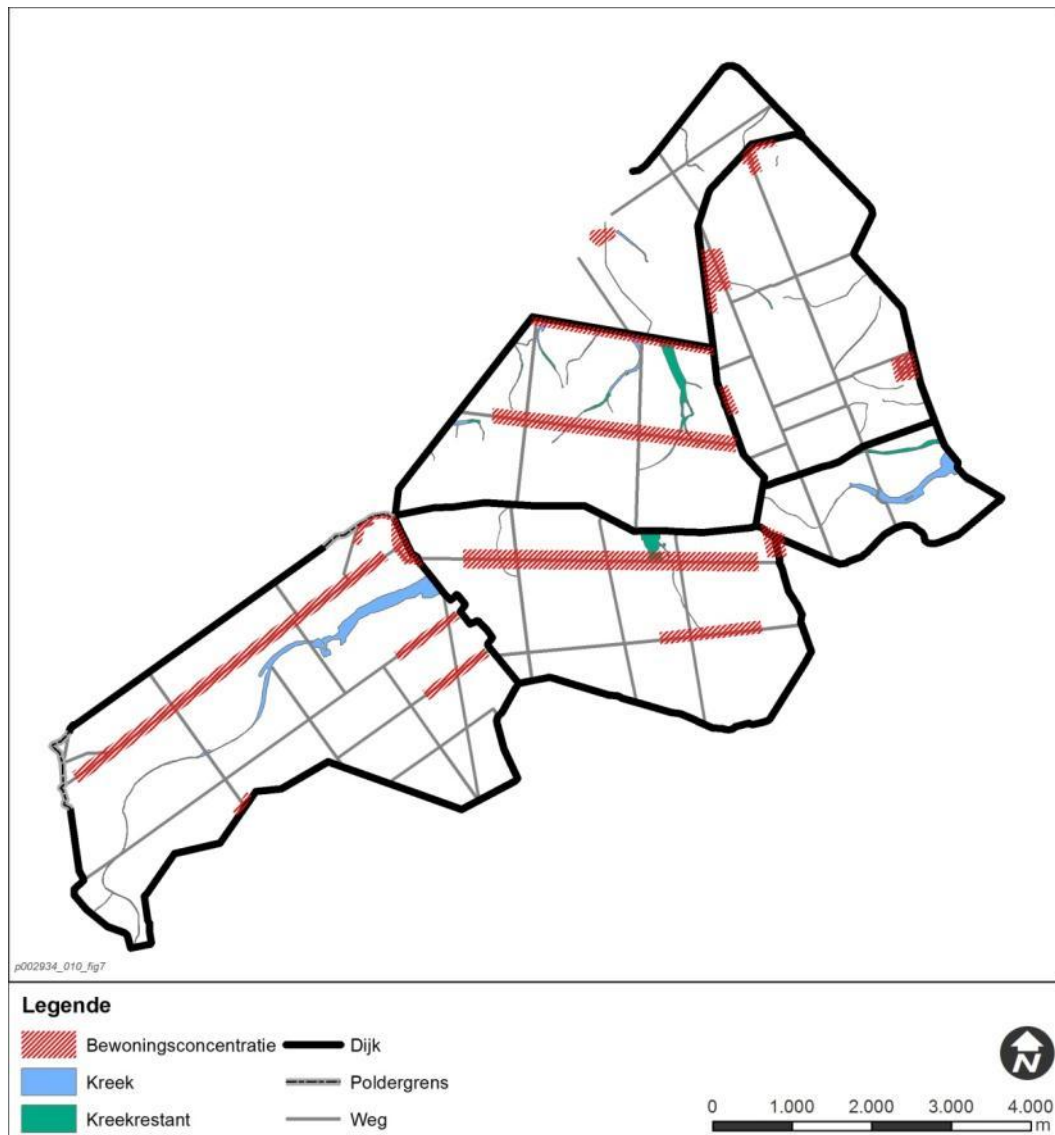 p002934_010_fig7
Legende
Bewoningsconcentratie
Dijk
Kreek
Poldergrens
Kreekrestant
Weg
N
0 1.000 2.000 3.000 4.000
m